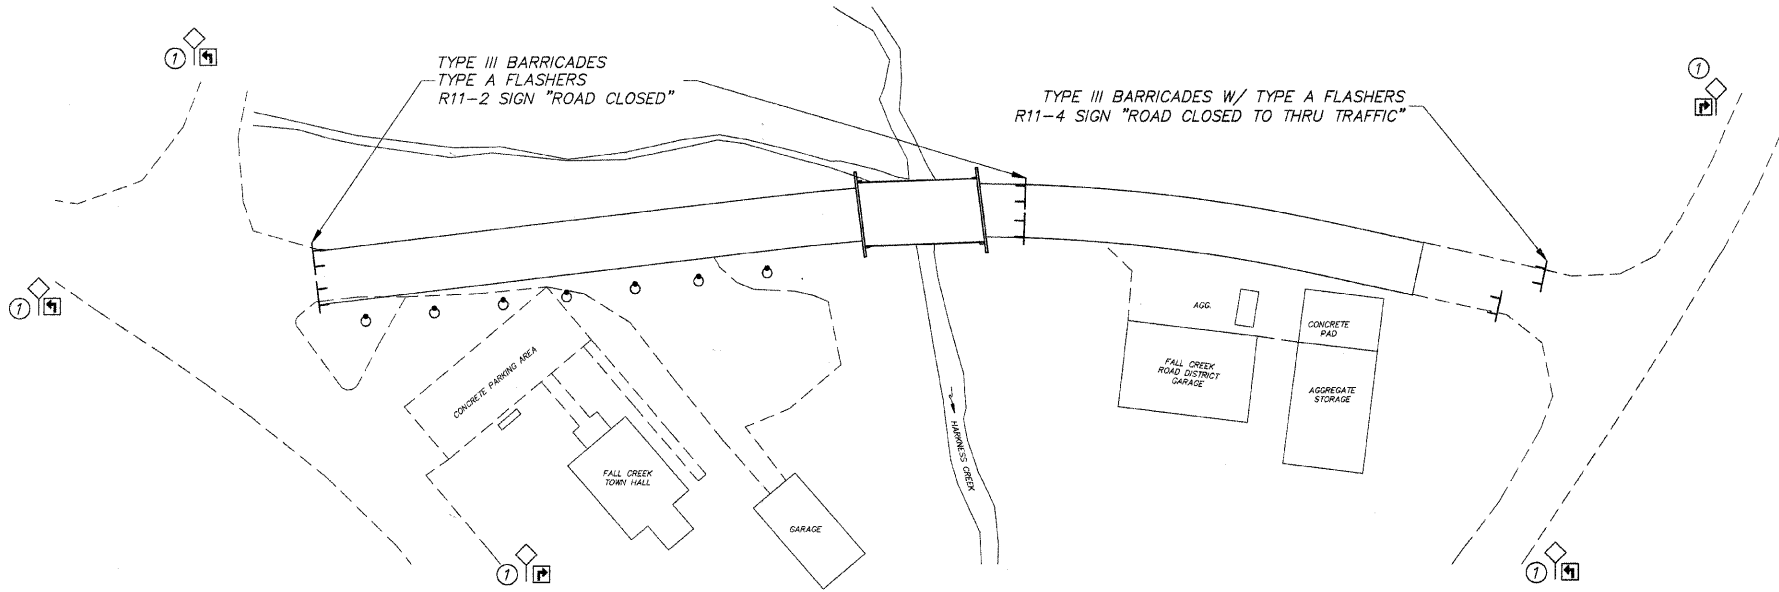 1
TYPE III BARRICADES
TYPE A FLASHERS
R11-2 SIGN "ROAD CLOSED"
TYPE III BARRICADES W/ TYPE A FLASHERS
R11-4 SIGN "ROAD CLOSED TO THRU TRAFFIC"
1
1
AGG.
CONCRETE
PAD
CONCRETE PARKING AREA
FALL CREEK
ROAD DISTRICT
GARAGE
AGGREGATE
STORAGE
HARKNESS CREEK
FALL CREEK
TOWN HALL
GARAGE
1
1